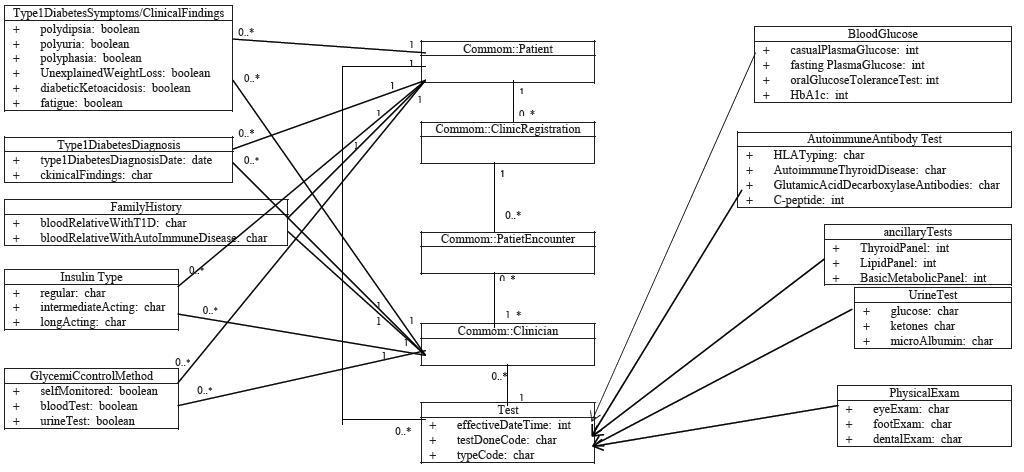 Type1DiabetesSymptoms/ClinicalFindings
+ polydipsia: boolean
+ polyuria: boolean
+ polyphasia: boolean
+ UnexplainedWeightLoss: boolean
+ diabeticKetoacidosis: boolean
+ fatigue: boolean
Type1DiabetesDiagnosis
+ type1DiabetesDiagnosisDate: date
+ ckinicalFindings: char
FamilyHistory
+ bloodRelativeWithT1D: char
+ bloodRelativeWithAutoImmuneDisease: char
Insulin Type
+ regular: char
+ intermediateActing: char
+ longActing: char
GlycemiCcontrolMethod
+ selfMonitored: boolean
+ bloodTest: boolean
+ urineTest: boolean
0..*
0..*
0..*
0..*
0..*
0..*
0..*
0..*
1
1
1
1
1
1
Commom::Patient
1
0..*
Commom::ClinicRegistration
1
0..*
Commom::PatietEncounter
0..*
1 *
Commom::Clinician
1
1
1
1
1
0..*
1
0..*
Test
+ effectiveDateTime: int
+ testDoneCode: char
+ typeCode: char
BloodGlucose
+ casualPlasmaGlucose: int
+ fasting PlasmaGlucose: int
+ oralGlucoseToleranceTest: int
+ HbA1c: int
AutoimmuneAntibody Test
+ HLATyping: char
+ AutoimmuneThyroidDisease: char
+ GlutamicAcidDecarboxylaseAntibodies: char
+ C-peptide: int
ancillaryTests
+ ThyroidPanel: int
+ LipidPanel: int
+ BasicMetabolicPanel: int
UrineTest
+ glucose: char
+ ketones char
+ microAlbumin: char
PhysicalExam
+ eyeExam: char
+ footExam: char
+ dentalExam: char